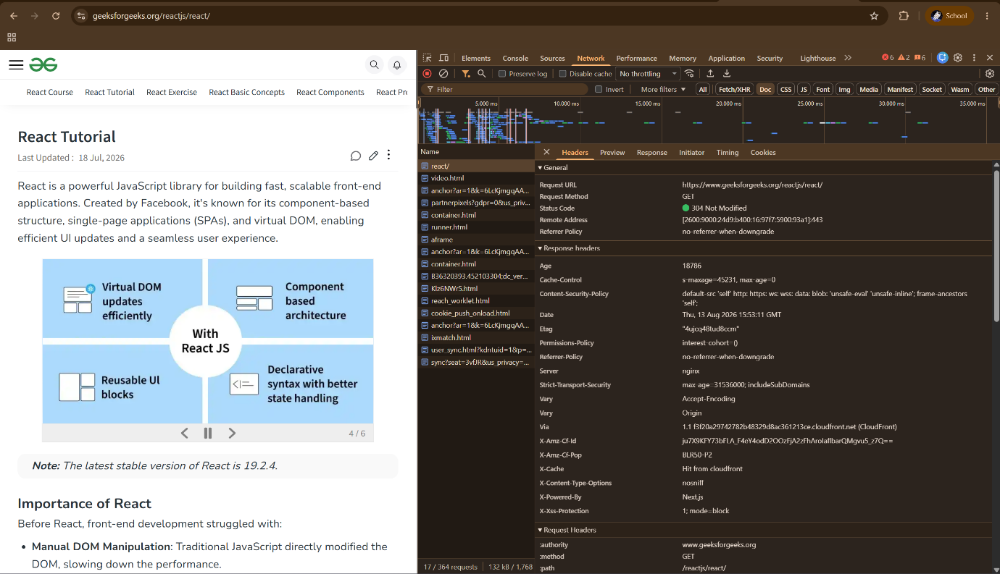 geeksforgeeks.org/reactjs/react/
School
React Course React Tutorial React Exercise React Basic Concepts React Components React Pr
React Tutorial
Last Updated : 18 Jul, 2026
React is a powerful JavaScript library for building fast, scalable front-end
applications. Created by Facebook, it's known for its component-based
structure, single-page applications (SPAs), and virtual DOM, enabling
efficient UI updates and a seamless user experience.
Virtual DOM
updates
efficiently
Component
based
architecture
With
React JS
Reusable UI
blocks
Declarative
syntax with better
state handling
4 / 6
Note: The latest stable version of React is 19.2.4.
Importance of React
Before React, front-end development struggled with:
• Manual DOM Manipulation: Traditional JavaScript directly modified the
DOM, slowing down the performance.
Elements Console Sources Network Performance Memory Application Security Lighthouse 6 2 6
Preserve log Disable cache No throttling
Filter Invert More filters All Fetch/XHR Doc CSS JS Font Img Media Manifest Socket Wasm Other
5.000 ms 10.000 ms 15.000 ms 20.000 ms 25.000 ms 30.000 ms 35.000 ms
Name
react/
video.html
anchor?ar=1&k=6LcKjmgqAA...
partnerpixels?gdpr=0&us_priv...
container.html
runner.html
aframe
anchor?ar=1&k=6LcKjmgqAA...
container.html
B36320393.452103304;dc_ver...
reach_worklet.html
cookie_push_onload.html
anchor?ar=1&k=6LcKjmgqAA...
ixmatch.html
user_sync.html?kdntuid=1&p=...
sync?seat=3vfJR&us_privacy=...
17 / 364 requests 132 kB / 1,768
Headers Preview Response Initiator Timing Cookies
General
Request URL https://www.geeksforgeeks.org/reactjs/react/
Request Method GET
Status Code 304 Not Modified
Remote Address [2600:9000:24d9:b400:16:97f7:5900:93a1]:443
Referrer Policy no-referrer-when-downgrade
Response headers
Age 18786
Cache-Control s-maxage=45231, max-age=0
Content-Security-Policy default-src 'self' http: https: ws: wss: data: blob: 'unsafe-eval' 'unsafe-inline'; frame-ancestors
'self';
Date Thu, 13 Aug 2026 15:53:11 GMT
Etag "4ujcq48tud8ccm"
Permissions-Policy interest-cohort=()
Referrer-Policy no-referrer-when-downgrade
Server nginx
Strict-Transport-Security max-age=31536000; includeSubDomains
Vary Accept-Encoding
Vary Origin
Via 1.1 f3f20a29742782b48329d8ac361213ce.cloudfront.net (CloudFront)
X-Amz-Cf-Id
X-Amz-Cf-Pop BLR50-P2
X-Cache Hit from cloudfront
X-Content-Type-Options nosniff
X-Powered-By Next.js
X-Xss-Protection 1; mode=block
Request Headers
:authority www.geeksforgeeks.org
:method GET
:path /reactjs/react/